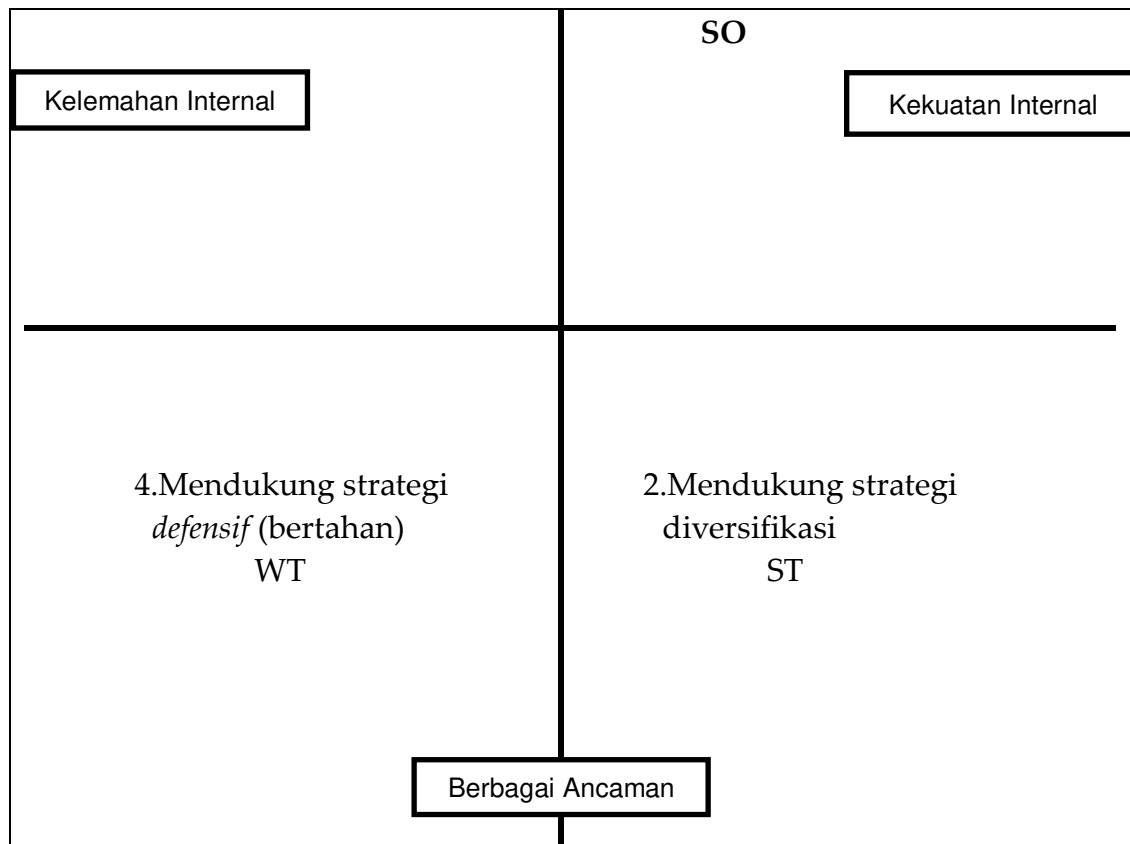 SO
Kelemahan Internal
Kekuatan Internal
4.Mendukung strategi
defensif (bertahan)
WT
2.Mendukung strategi
diversifikasi
ST
Berbagai Ancaman